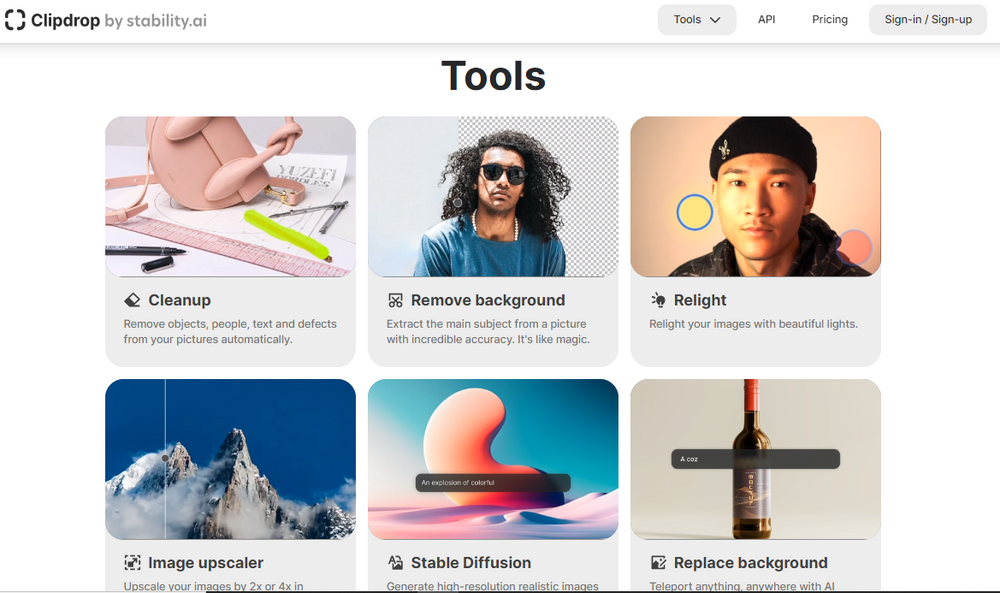 Clipdrop by stability.ai
Tools
API
Pricing
Sign-in / Sign-up
Tools
YUZEFI
Cleanup
Remove objects, people, text and defects
from your pictures automatically.
Remove background
Extract the main subject from a picture
with incredible accuracy. It's like magic.
Relight
Relight your images with beautiful lights.
An explosion of colorful
A coz
Image upscaler
Upscale your images by 2x or 4x in
Stable Diffusion
Generate high-resolution realistic images
Replace background
Teleport anything, anywhere with AI